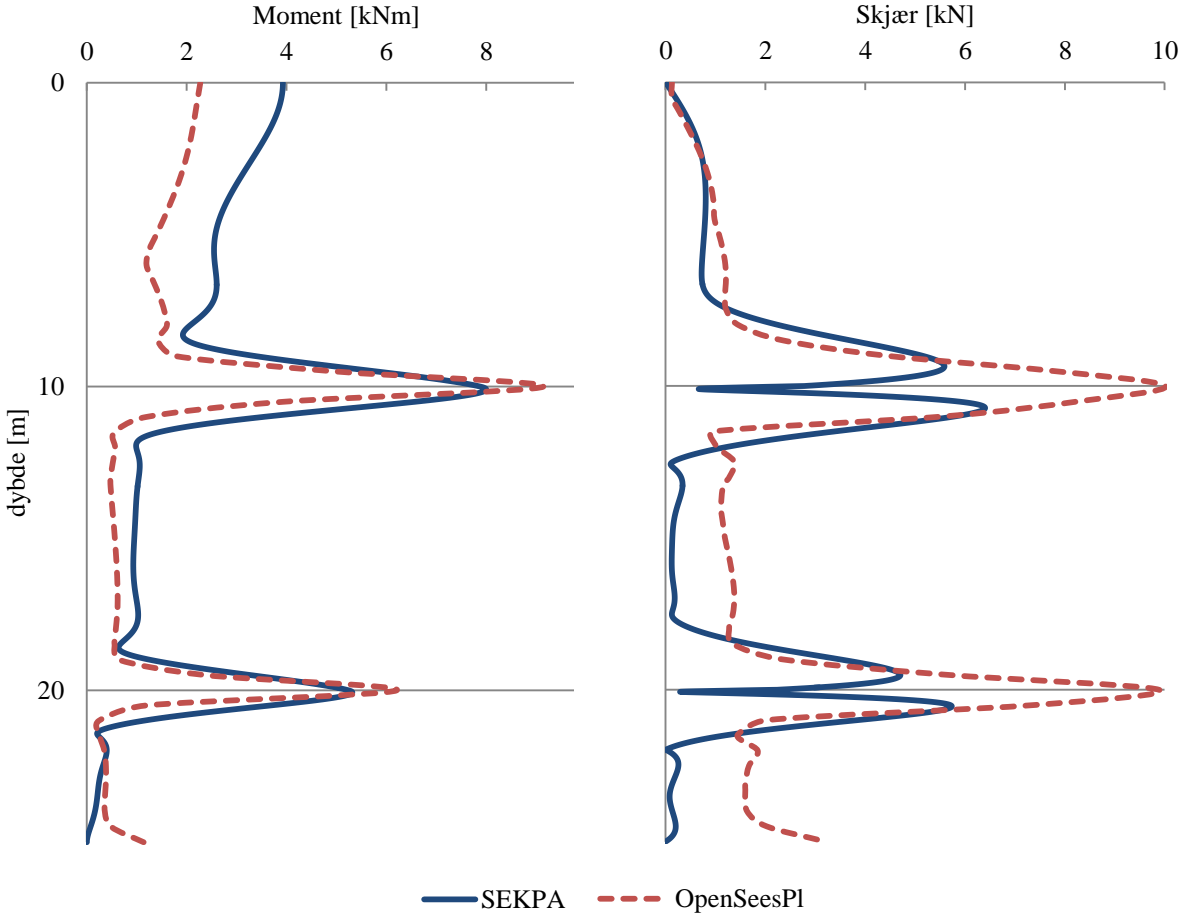 Moment [kNm]
Skjær [kN]
0 2 4 6 8
0 2 4 6 8 10
0
10
20
dybde [m]
SEKPA
OpenSeesPl